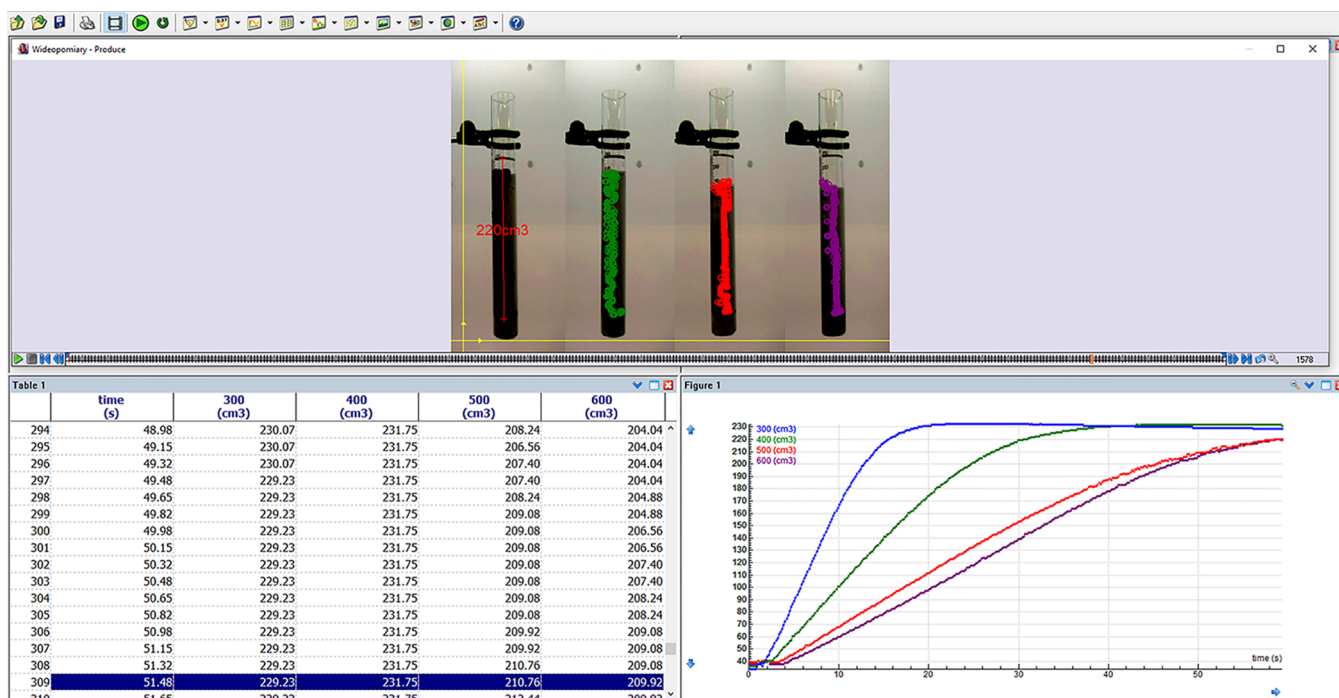 Wideopomiary - Produce
220cm3
1578
Table 1
time (s) 300 (cm3) 400 (cm3) 500 (cm3) 600 (cm3)
294 48.98 230.07 231.75 208.24 204.04
295 49.15 230.07 231.75 206.56 204.04
296 49.32 230.07 231.75 207.40 204.04
297 49.48 229.23 231.75 207.40 204.04
298 49.65 229.23 231.75 208.24 204.88
299 49.82 229.23 231.75 209.08 204.88
300 49.98 229.23 231.75 209.08 206.56
301 50.15 229.23 231.75 209.08 206.56
302 50.32 229.23 231.75 209.08 207.40
303 50.48 229.23 231.75 209.08 207.40
304 50.65 229.23 231.75 209.08 208.24
305 50.82 229.23 231.75 209.08 208.24
306 50.98 229.23 231.75 209.92 209.08
307 51.15 229.23 231.75 209.92 209.08
308 51.32 229.23 231.75 210.76 209.08
309 51.48 229.23 231.75 210.76 209.92
Figure 1
300 (cm3)
400 (cm3)
500 (cm3)
600 (cm3)
230
220
210
200
190
180
170
160
150
140
130
120
110
100
90
80
70
60
50
40
time (s)
0 10 20 30 40 50